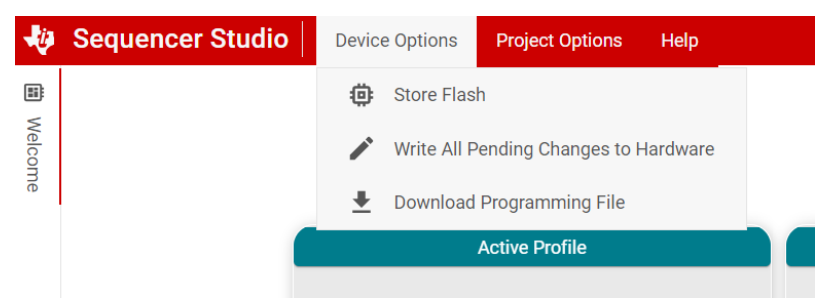 Sequencer Studio
Device Options
Project Options
Help
Welcome
Store Flash
Write All Pending Changes to Hardware
Download Programming File
Active Profile